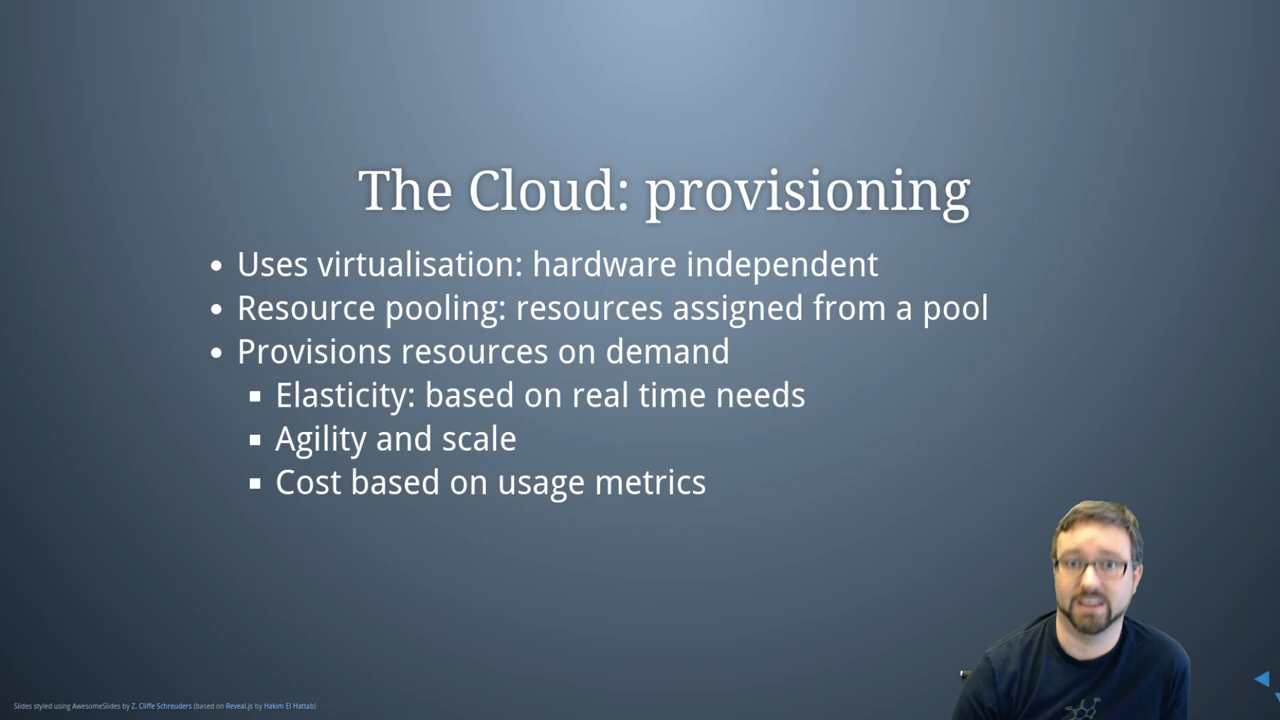 The Cloud: provisioning
Uses virtualisation: hardware independent
Resource pooling: resources assigned from a pool
Provisions resources on demand
Elasticity: based on real time needs
Agility and scale
Cost based on usage metrics
Slides styled using AwesomeSlides by Z. Cliffe Schreuders (based on Reveal.js by Hakim El Hattab)